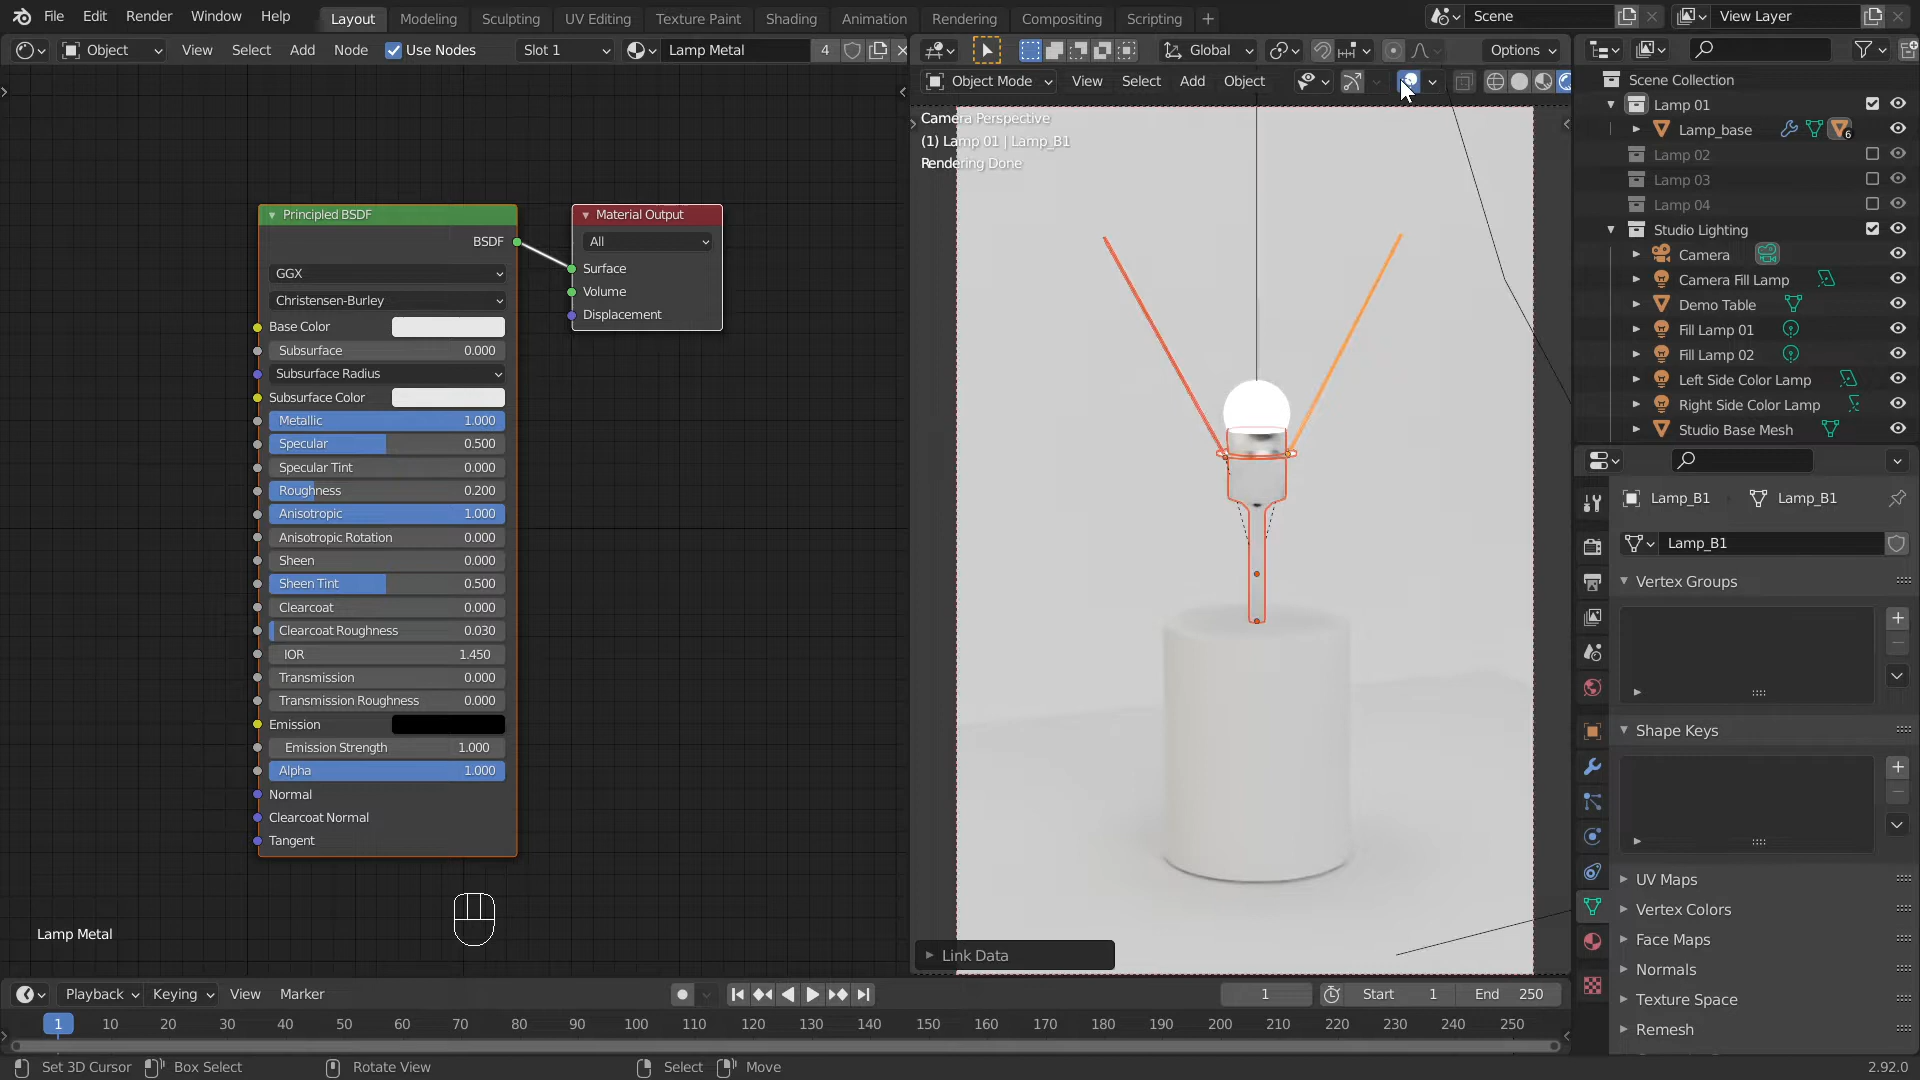 File Edit Render Window Help Layout Modeling Sculpting UV Editing Texture Paint Shading Animation Rendering Compositing Scripting + Scene View Layer
Object View Select Add Node Use Nodes Slot 1 Lamp Metal 4 Global Options
Object Mode View Select Add Object
Camera Perspective
(1) Lamp 01 | Lamp_B1
Rendering Done
Principled BSDF
BSDF
GGX
Christensen-Burley
Base Color
Subsurface 0.000
Subsurface Radius
Subsurface Color
Metallic 1.000
Specular 0.500
Specular Tint 0.000
Roughness 0.200
Anisotropic 1.000
Anisotropic Rotation 0.000
Sheen 0.000
Sheen Tint 0.500
Clearcoat 0.000
Clearcoat Roughness 0.030
IOR 1.450
Transmission 0.000
Transmission Roughness 0.000
Emission
Emission Strength 1.000
Alpha 1.000
Normal
Clearcoat Normal
Tangent
Material Output
All
Surface
Volume
Displacement
Lamp Metal
Link Data
Scene Collection
Lamp 01
Lamp_base 6
Lamp 02
Lamp 03
Lamp 04
Studio Lighting
Camera
Camera Fill Lamp
Demo Table
Fill Lamp 01
Fill Lamp 02
Left Side Color Lamp
Right Side Color Lamp
Studio Base Mesh
Lamp_B1 Lamp_B1
Lamp_B1
Vertex Groups
Shape Keys
UV Maps
Vertex Colors
Face Maps
Normals
Texture Space
Remesh
Playback Keying View Marker 1 Start 1 End 250
1 10 20 30 40 50 60 70 80 90 100 110 120 130 140 150 160 170 180 190 200 210 220 230 240 250
Set 3D Cursor Box Select Rotate View Select Move 2.92.0